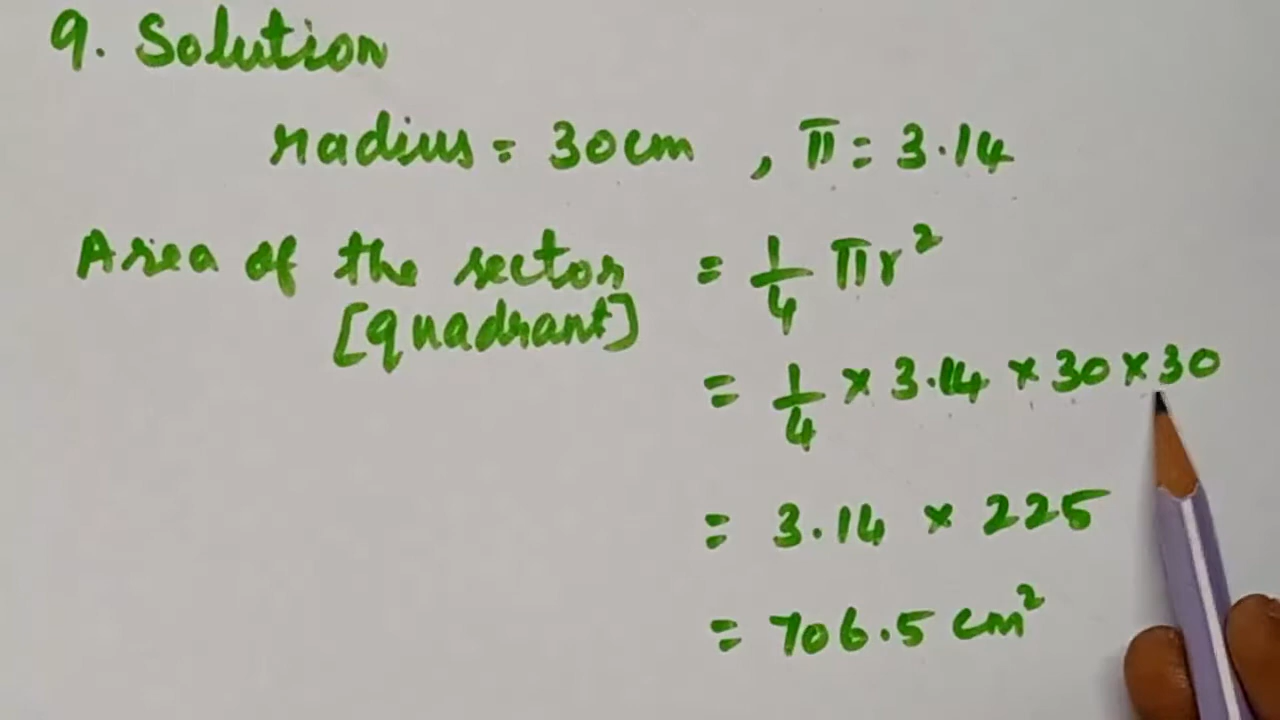 9. Solution
radius = 30cm , π = 3.14
Area of the sector = 1/4 πr²
[quadrant]
= 1/4 × 3.14 × 30 × 30
= 3.14 × 225
= 706.5 cm²